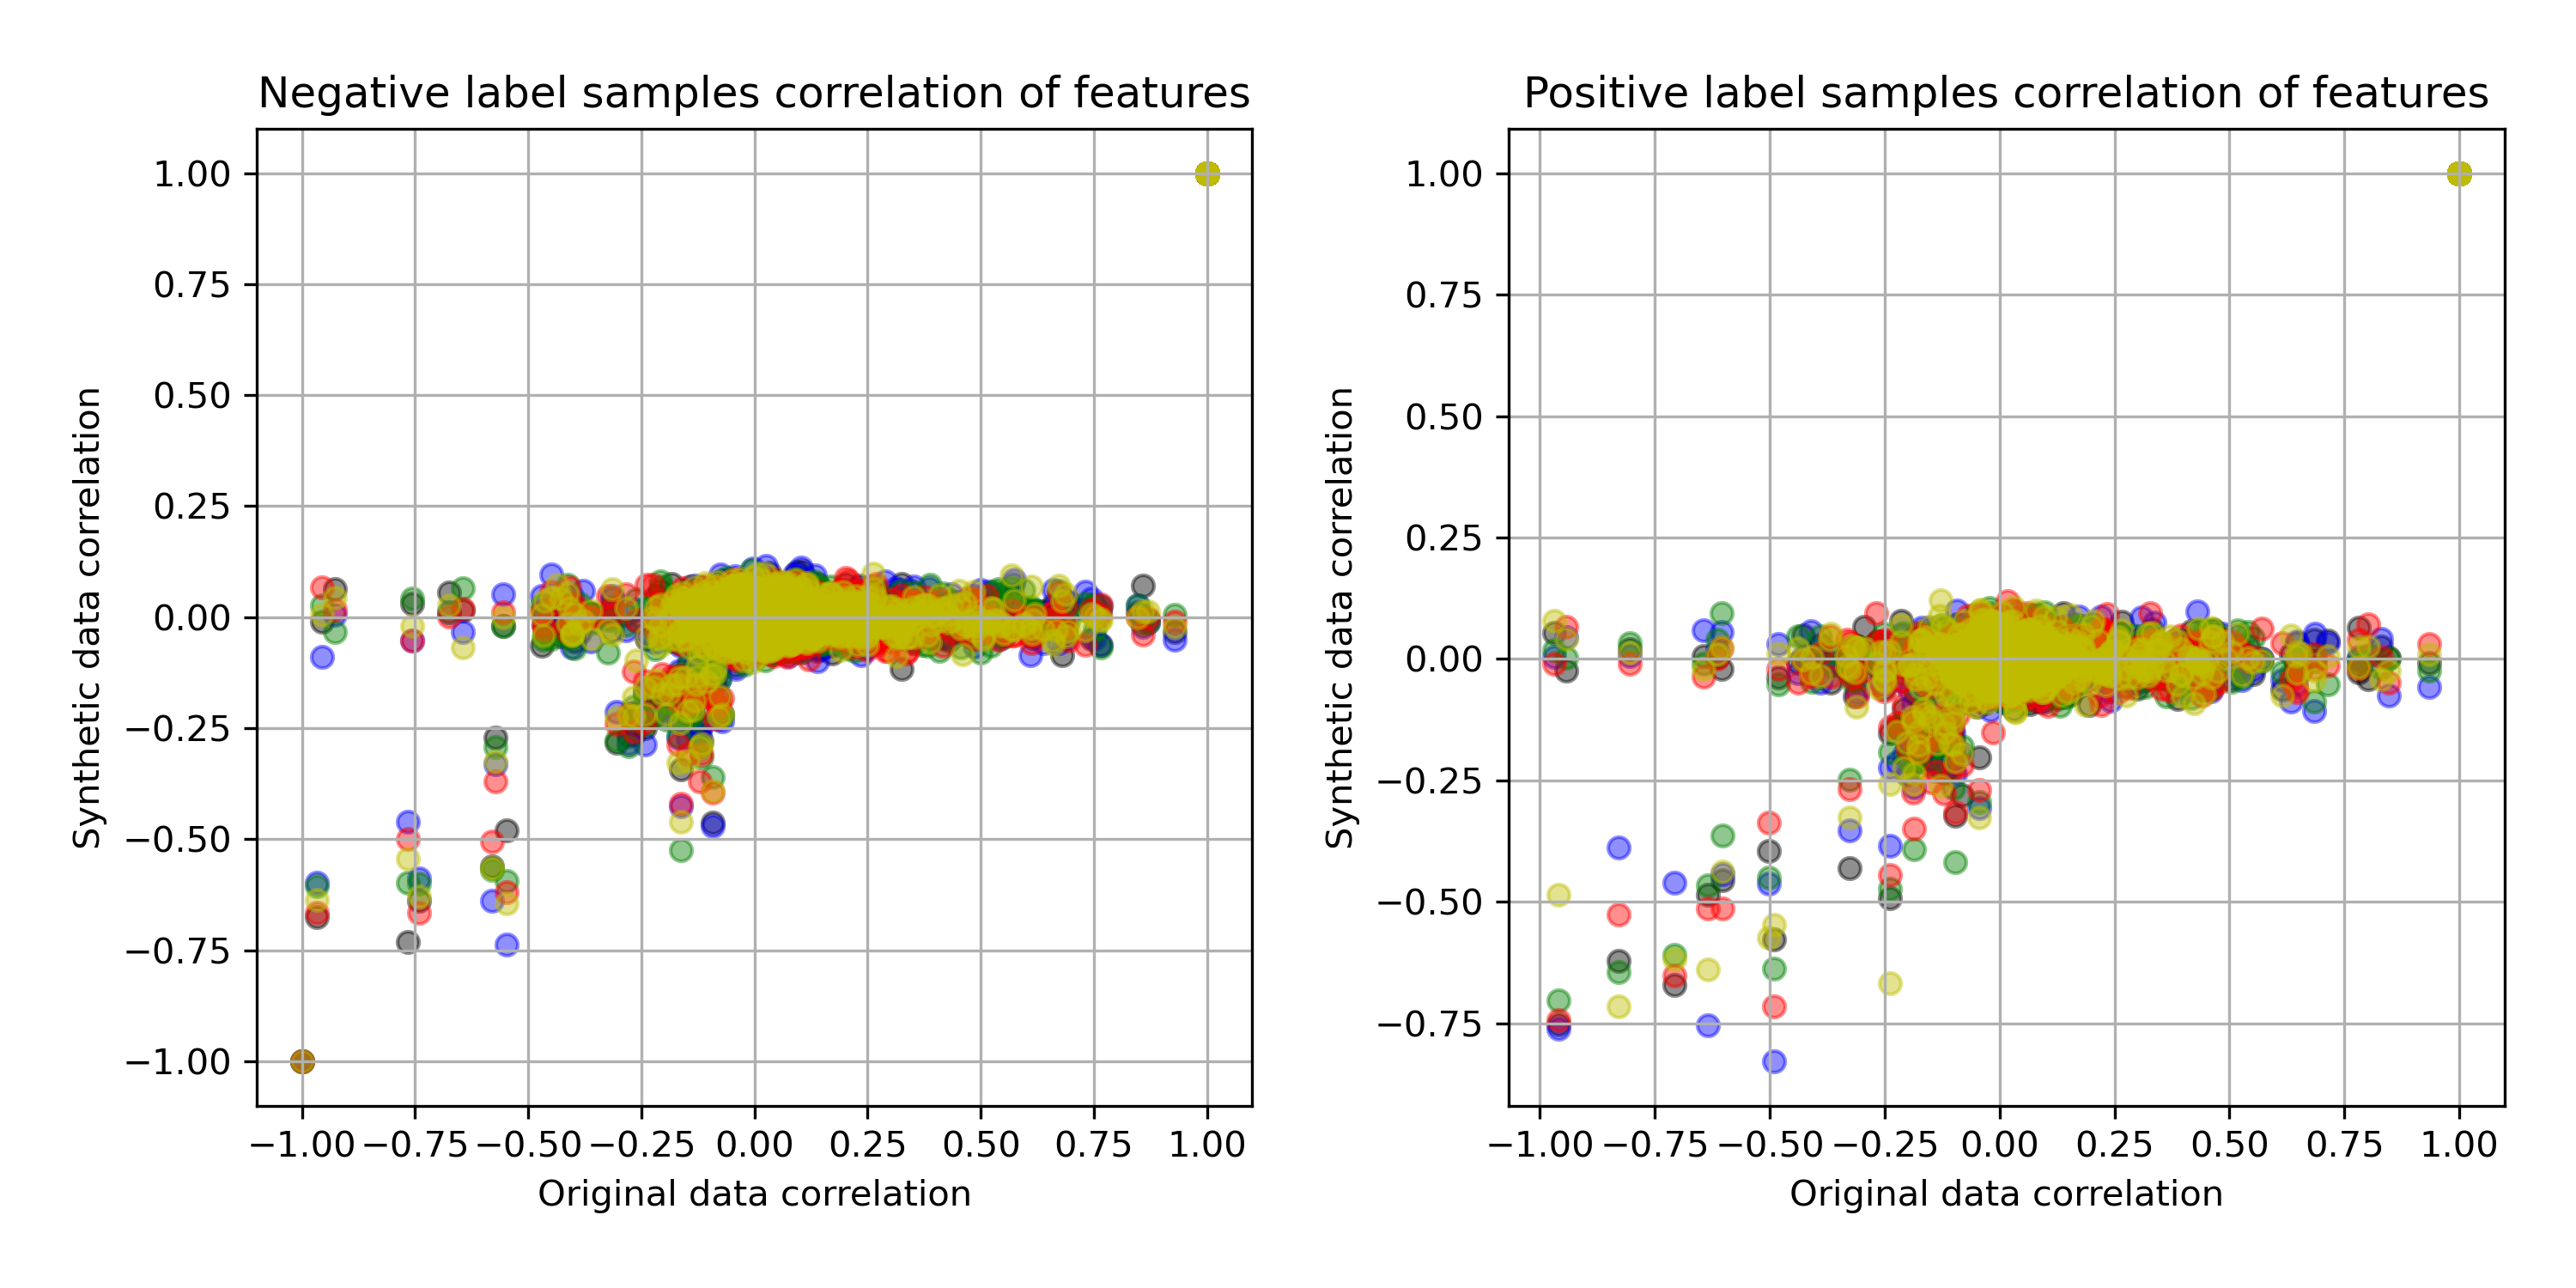 Negative label samples correlation of features
1.00
0.75
0.50
0.25
0.00
−0.25
−0.50
−0.75
−1.00
Synthetic data correlation
−1.00 −0.75 −0.50 −0.25 0.00 0.25 0.50 0.75 1.00
Original data correlation
Positive label samples correlation of features
1.00
0.75
0.50
0.25
0.00
−0.25
−0.50
−0.75
Synthetic data correlation
−1.00 −0.75 −0.50 −0.25 0.00 0.25 0.50 0.75 1.00
Original data correlation